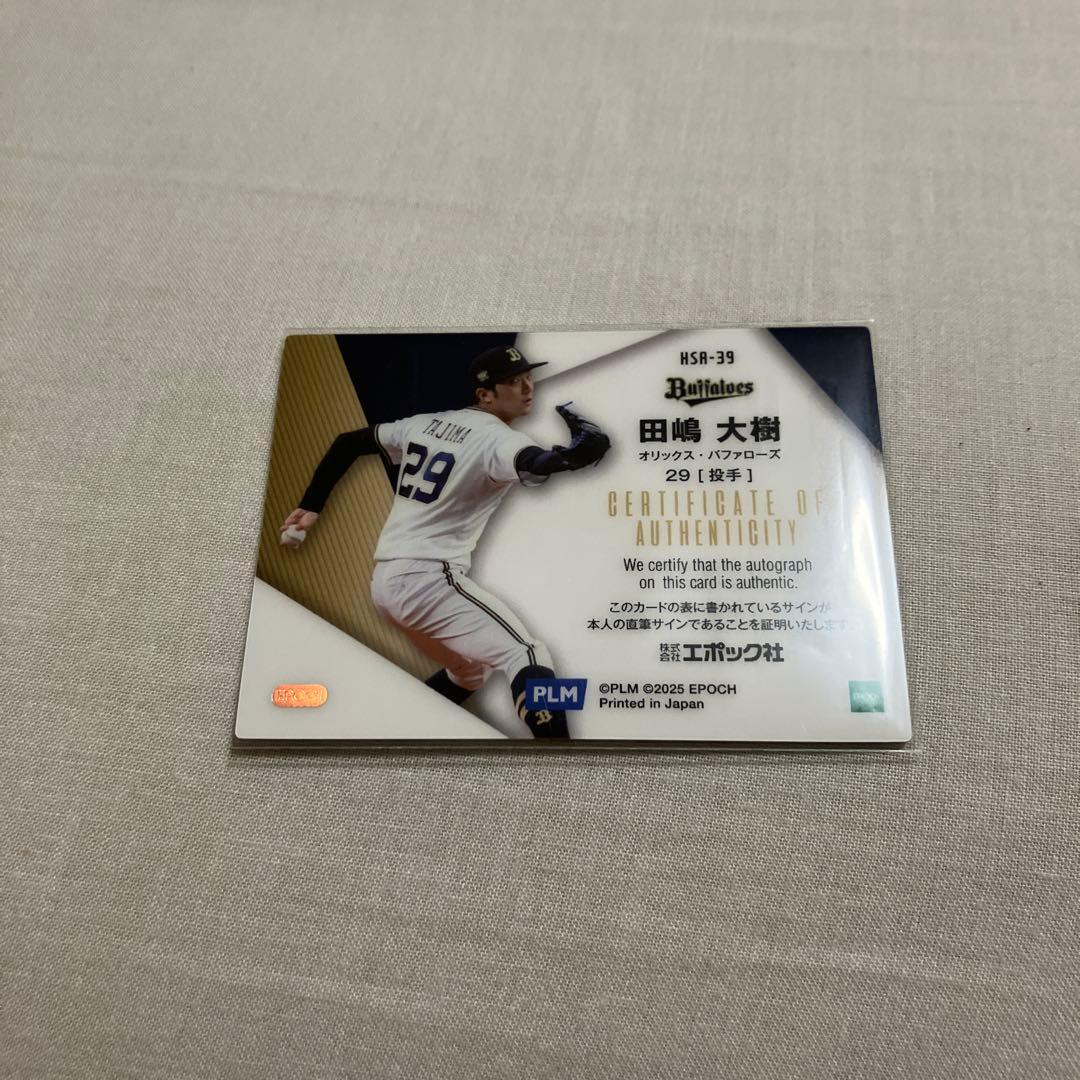 HSR-39
Buffaloes
田嶋 大樹
オリックス・バファローズ
29 [ 投手 ]
CERTIFICATE OF
AUTHENTICITY
We certify that the autograph
on this card is authentic.
このカードの表に書かれているサインが
本人の直筆サインであることを証明いたします。
株式会社エポック社
PLM
©PLM ©2025 EPOCH
Printed in Japan
EPOCH
TAJIMA
29
B
B